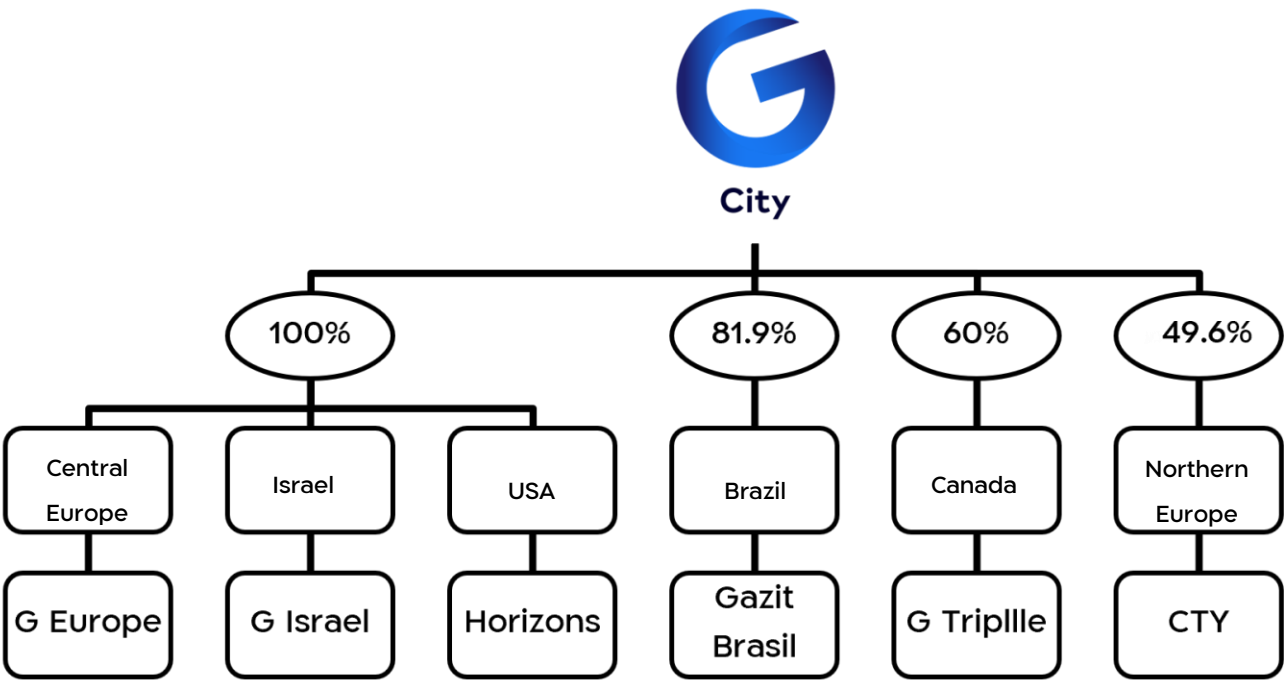 G
City
100%
81.9%
60%
49.6%
Central
Europe
Israel
USA
Brazil
Canada
Northern
Europe
G Europe
G Israel
Horizons
Gazit
Brasil
G Tripllle
CTY